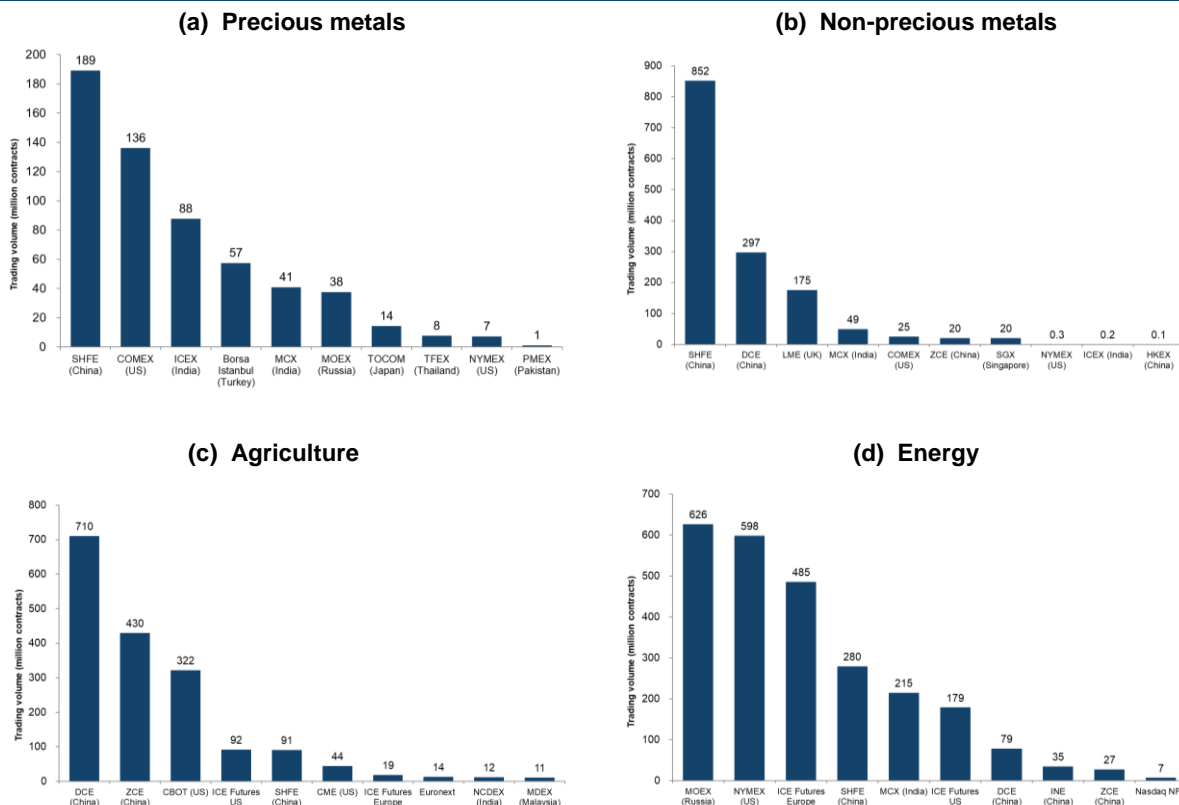 (a) Precious metals
Trading volume (million contracts)
200
180
160
140
120
100
80
60
40
20
0
189
136
88
57
41
38
14
8
7
1
SHFE (China)
COMEX (US)
ICEX (India)
Borsa Istanbul (Turkey)
MCX (India)
MOEX (Russia)
TOCOM (Japan)
TFEX (Thailand)
NYMEX (US)
PMEX (Pakistan)
(b) Non-precious metals
Trading volume (million contracts)
900
800
700
600
500
400
300
200
100
0
852
297
175
49
25
20
20
0.3
0.2
0.1
SHFE (China)
DCE (China)
LME (UK)
MCX (India)
COMEX (US)
ZCE (China)
SGX (Singapore)
NYMEX (US)
ICEX (India)
HKEX (China)
(c) Agriculture
Trading volume (million contracts)
800
700
600
500
400
300
200
100
0
710
430
322
92
91
44
19
14
12
11
DCE (China)
ZCE (China)
CBOT (US)
ICE Futures US
SHFE (China)
CME (US)
ICE Futures Europe
Euronext
NCDEX (India)
MDEX (Malaysia)
(d) Energy
Trading volume (million contracts)
700
600
500
400
300
200
100
0
626
598
485
280
215
179
79
35
27
7
MOEX (Russia)
NYMEX (US)
ICE Futures Europe
SHFE (China)
MCX (India)
ICE Futures US
DCE (China)
INE (China)
ZCE (China)
Nasdaq NF